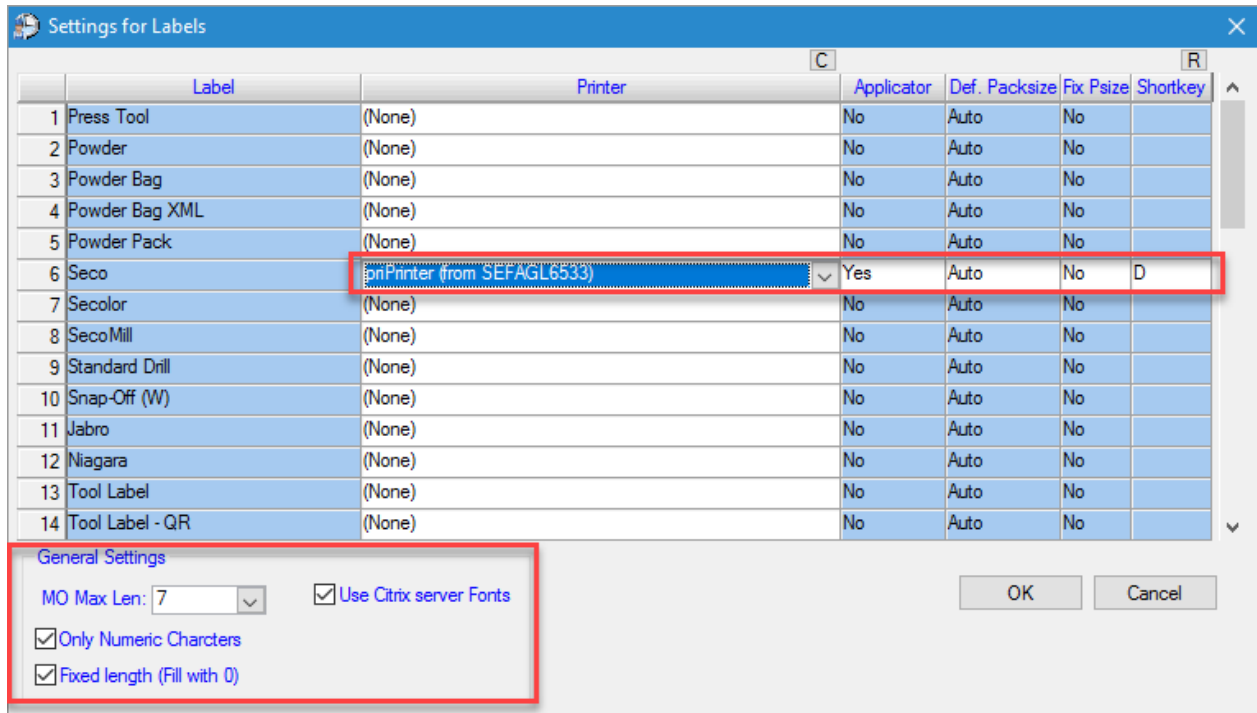 Settings for Labels
C R
Label Printer Applicator Def. Packsize Fix Psize Shortkey
1 Press Tool (None) No Auto No
2 Powder (None) No Auto No
3 Powder Bag (None) No Auto No
4 Powder Bag XML (None) No Auto No
5 Powder Pack (None) No Auto No
6 Seco priPrinter (from SEFAGL6533) Yes Auto No D
7 Secolor (None) No Auto No
8 SecoMill (None) No Auto No
9 Standard Drill (None) No Auto No
10 Snap-Off (W) (None) No Auto No
11 Jabro (None) No Auto No
12 Niagara (None) No Auto No
13 Tool Label (None) No Auto No
14 Tool Label - QR (None) No Auto No
General Settings
MO Max Len: 7 Use Citrix server Fonts OK Cancel
Only Numeric Charcters
Fixed length (Fill with 0)